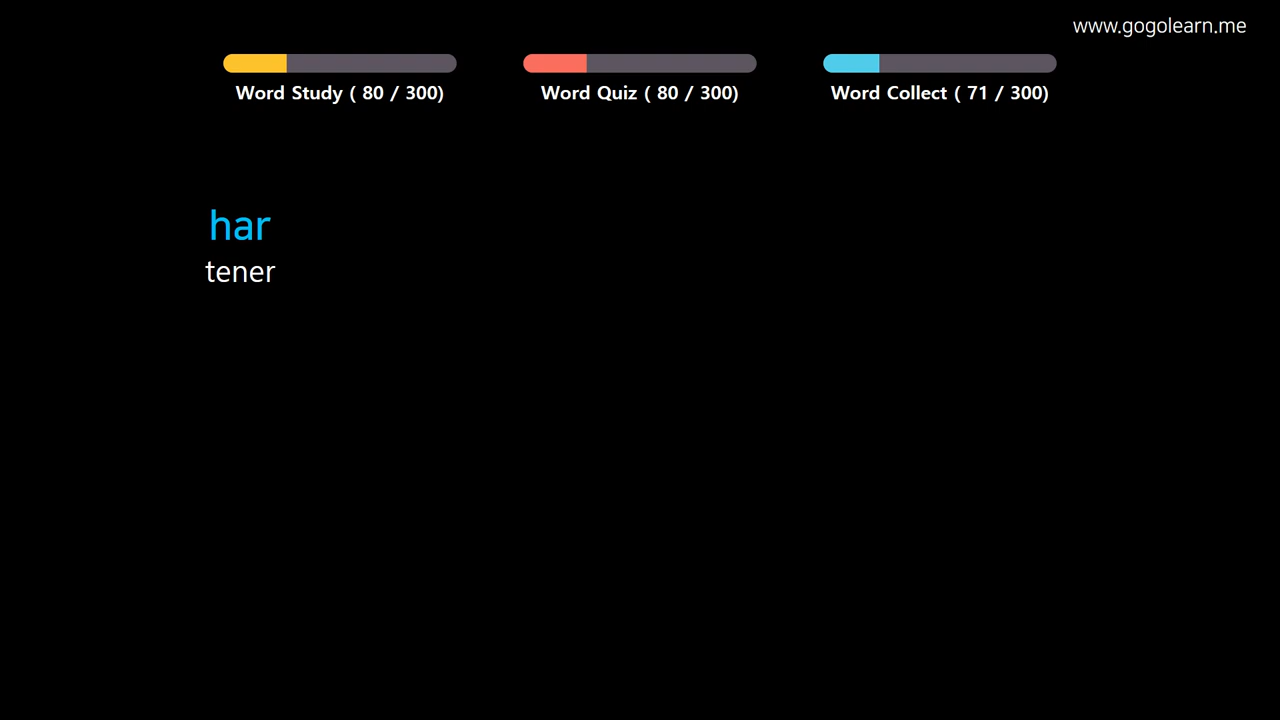 www.gogolearn.me
Word Study ( 80 / 300)
Word Quiz ( 80 / 300)
Word Collect ( 71 / 300)
har
tener